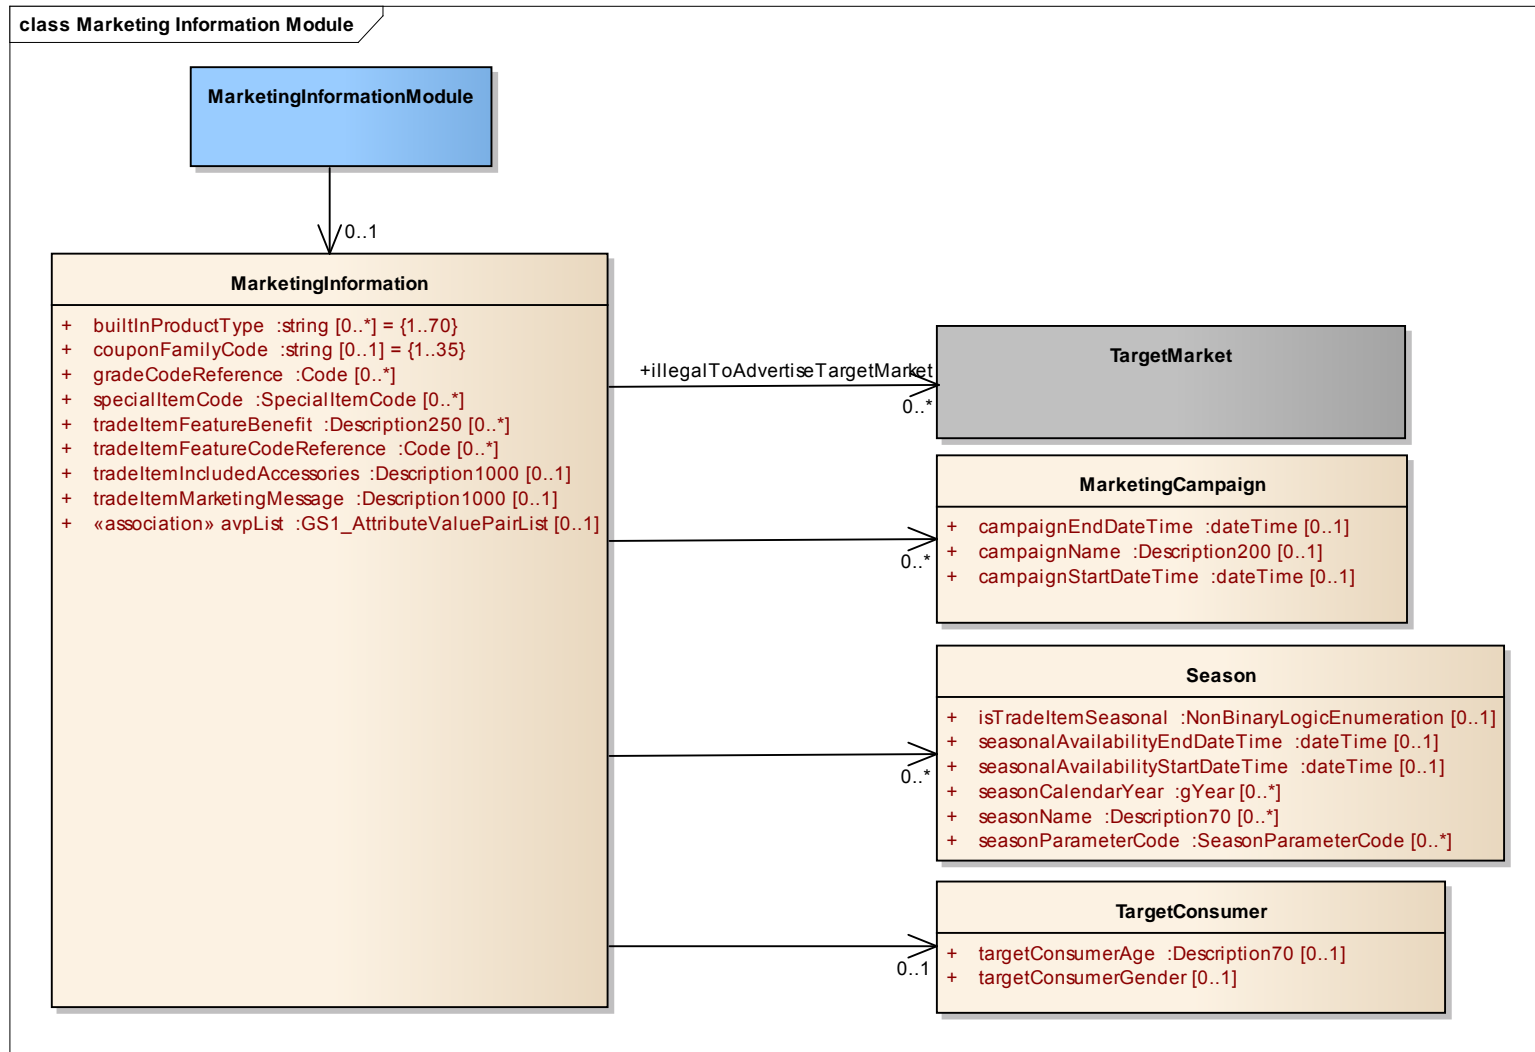 class Marketing Information Module
MarketingInformationModule
0..1
MarketingInformation
+ builtInProductType :string [0..*] = {1..70}
+ couponFamilyCode :string [0..1] = {1..35}
+ gradeCodeReference :Code [0..*]
+ specialItemCode :SpecialItemCode [0..*]
+ tradeItemFeatureBenefit :Description250 [0..*]
+ tradeItemFeatureCodeReference :Code [0..*]
+ tradeItemIncludedAccessories :Description1000 [0..1]
+ tradeItemMarketingMessage :Description1000 [0..1]
+ «association» avpList :GS1_AttributeValuePairList [0..1]
+illegalToAdvertiseTargetMarket
0..*
TargetMarket
0..*
MarketingCampaign
+ campaignEndDateTime :dateTime [0..1]
+ campaignName :Description200 [0..1]
+ campaignStartDateTime :dateTime [0..1]
0..*
Season
+ isTradeItemSeasonal :NonBinaryLogicEnumeration [0..1]
+ seasonalAvailabilityEndDateTime :dateTime [0..1]
+ seasonalAvailabilityStartDateTime :dateTime [0..1]
+ seasonCalendarYear :gYear [0..*]
+ seasonName :Description70 [0..*]
+ seasonParameterCode :SeasonParameterCode [0..*]
0..1
TargetConsumer
+ targetConsumerAge :Description70 [0..1]
+ targetConsumerGender [0..1]